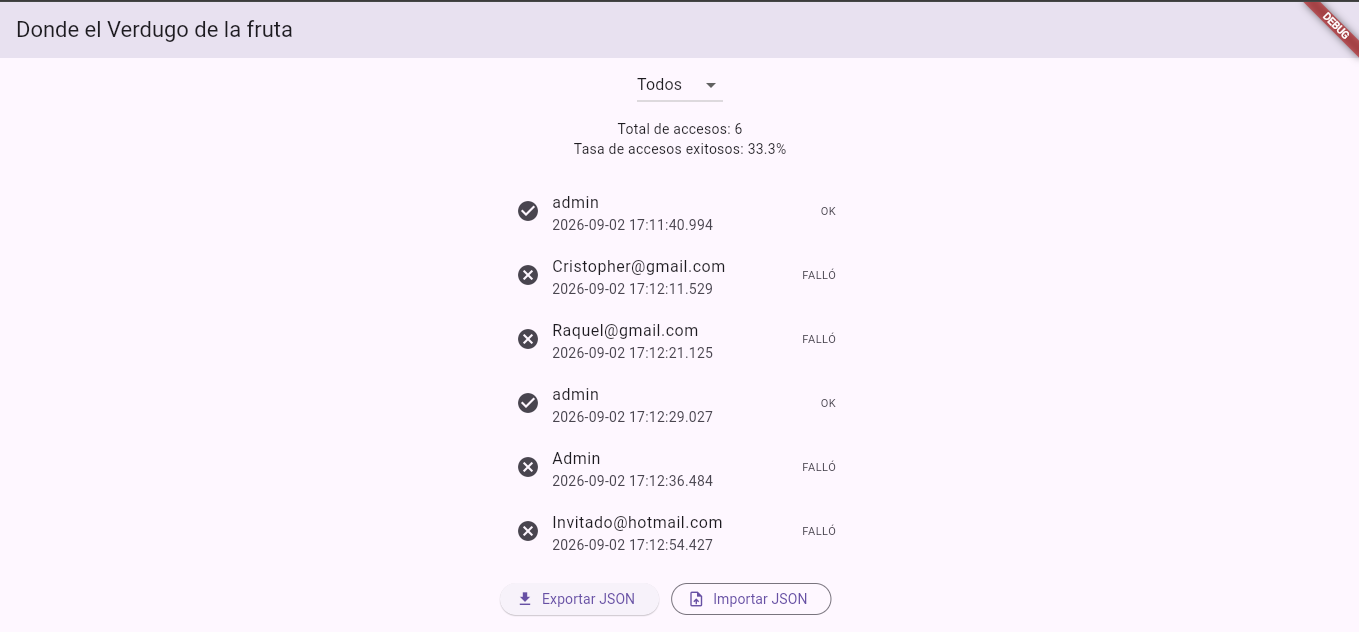 Donde el Verdugo de la fruta
DEBUG
Todos
Total de accesos: 6
Tasa de accesos exitosos: 33.3%
admin
2026-09-02 17:11:40.994
OK
Cristopher@gmail.com
2026-09-02 17:12:11.529
FALLÓ
Raquel@gmail.com
2026-09-02 17:12:21.125
FALLÓ
admin
2026-09-02 17:12:29.027
OK
Admin
2026-09-02 17:12:36.484
FALLÓ
Invitado@hotmail.com
2026-09-02 17:12:54.427
FALLÓ
Exportar JSON
Importar JSON